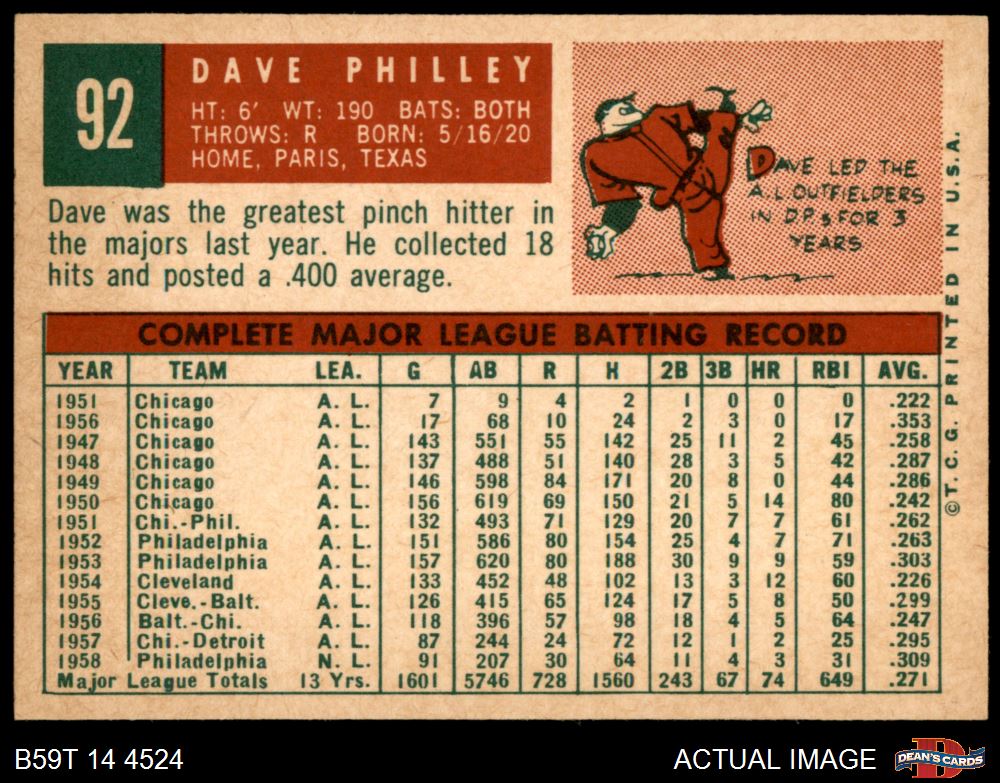 92
DAVE PHILLEY
HT: 6' WT: 190 BATS: BOTH
THROWS: R BORN: 5/16/20
HOME, PARIS, TEXAS
Dave was the greatest pinch hitter in
the majors last year. He collected 18
hits and posted a .400 average.
DAVE LED THE
A.L OUTFIELDERS
IN DP's FOR 3
YEARS
©T. C. G. PRINTED IN U.S.A.
COMPLETE MAJOR LEAGUE BATTING RECORD
YEAR TEAM LEA. G AB R H 2B 3B HR RBI AVG.
1951 Chicago A. L. 7 9 4 2 1 0 0 0 .222
1956 Chicago A. L. 17 68 10 24 2 3 0 17 .353
1947 Chicago A. L. 143 551 55 142 25 11 2 45 .258
1948 Chicago A. L. 137 488 51 140 28 3 5 42 .287
1949 Chicago A. L. 146 598 84 171 20 8 0 44 .286
1950 Chicago A. L. 156 619 69 150 21 5 14 80 .242
1951 Chi.-Phil. A. L. 132 493 71 129 20 7 7 61 .262
1952 Philadelphia A. L. 151 586 80 154 25 4 7 71 .263
1953 Philadelphia A. L. 157 620 80 188 30 9 9 59 .303
1954 Cleveland A. L. 133 452 48 102 13 3 12 60 .226
1955 Cleve.-Balt. A. L. 126 415 65 124 17 5 8 50 .299
1956 Balt.-Chi. A. L. 118 396 57 98 18 4 5 64 .247
1957 Chi.-Detroit A. L. 87 244 24 72 12 1 2 25 .295
1958 Philadelphia N. L. 91 207 30 64 11 4 3 31 .309
Major League Totals 13 Yrs. 1601 5746 728 1560 243 67 74 649 .271
B59T 14 4524
ACTUAL IMAGE
DEAN'S CARDS